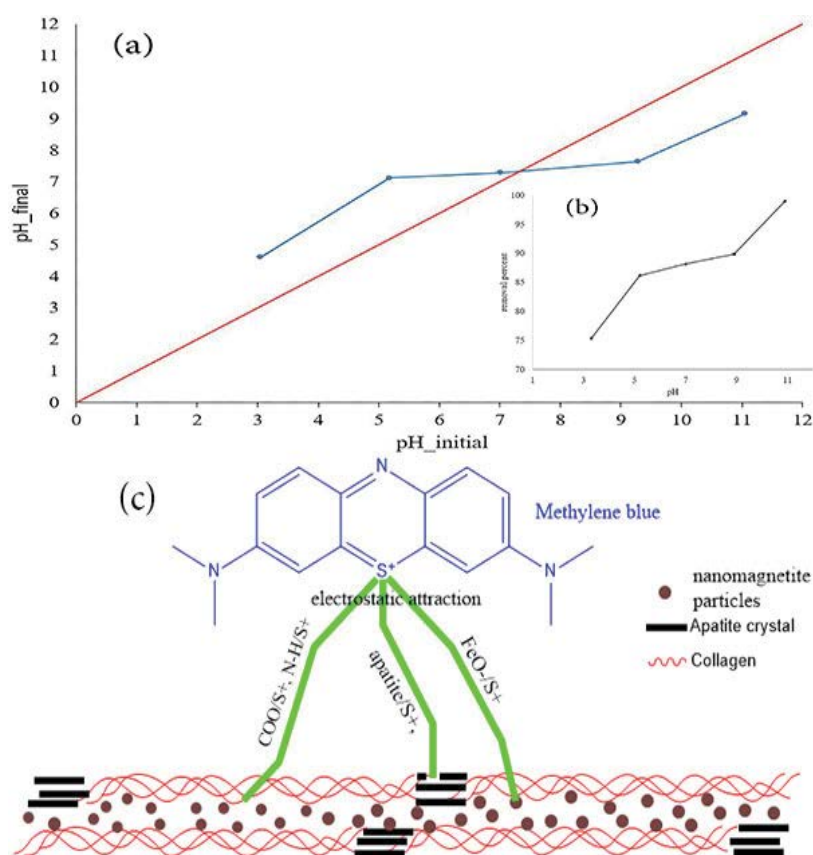 (a)
12
11
10
9
8
7
6
5
4
3
2
1
0
pH_final
0 1 2 3 4 5 6 7 8 9 10 11 12
pH_initial
(b)
100
95
90
85
80
75
70
removal percent
1 3 5 7 9 11
pH
(c)
N
Methylene blue
N
S+
N
electrostatic attraction
COO/S+, N-H/S+
apatite/S+,
FeO-/S+
nanomagnetite
particles
Apatite crystal
Collagen